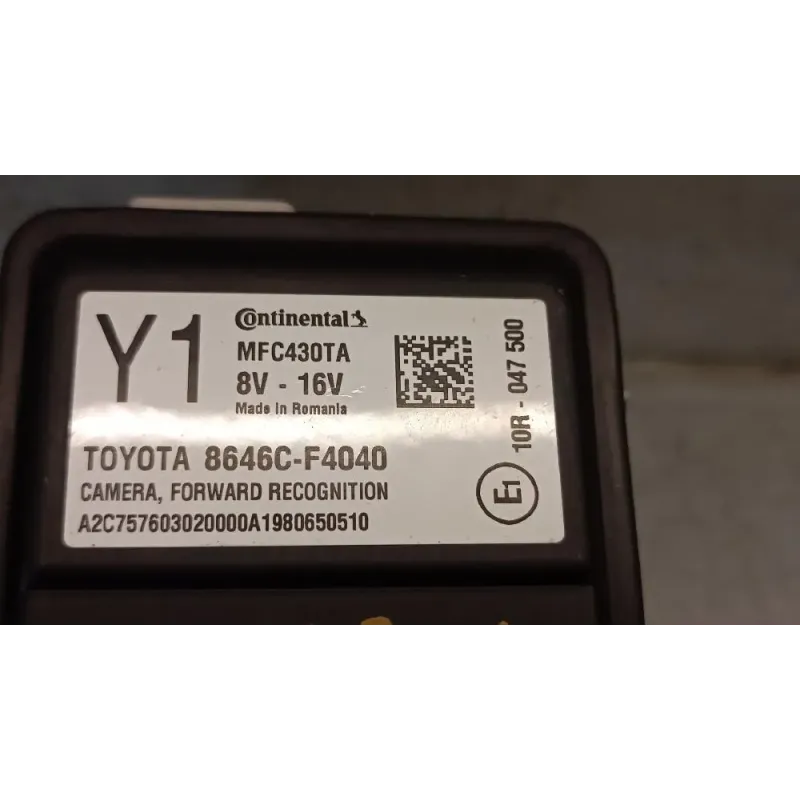 Y1
Continental
MFC430TA
8V - 16V
Made in Romania
TOYOTA 8646C-F4040
CAMERA, FORWARD RECOGNITION
A2C757603020000A1980650510
10R - 047 500
E1